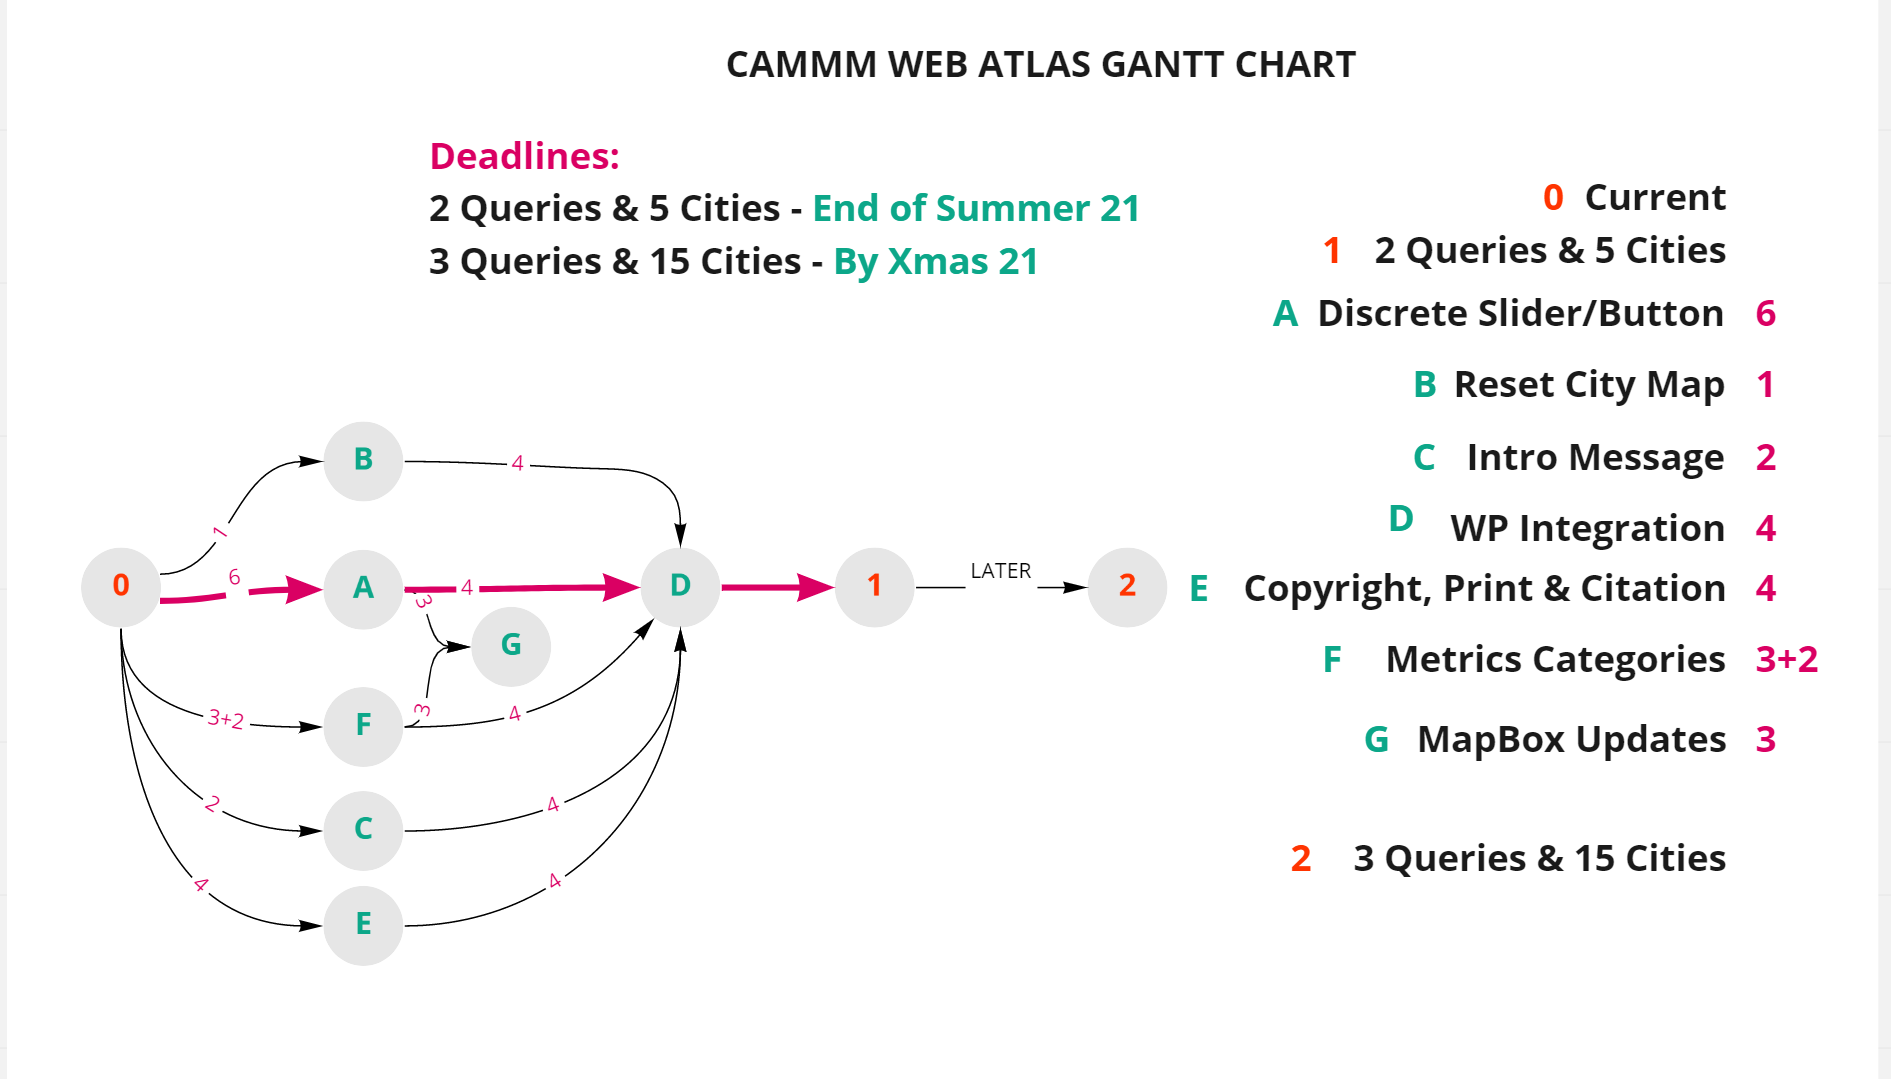 CAMMM WEB ATLAS GANTT CHART
Deadlines:
2 Queries & 5 Cities - End of Summer 21
3 Queries & 15 Cities - By Xmas 21
0 Current
1 2 Queries & 5 Cities
A Discrete Slider/Button 6
B Reset City Map 1
C Intro Message 2
D WP Integration 4
E Copyright, Print & Citation 4
F Metrics Categories 3+2
G MapBox Updates 3
2 3 Queries & 15 Cities
B
4
1
0
6
A
4
3
D
1
LATER
2
G
3+2
F
3
4
2
C
4
4
E
4